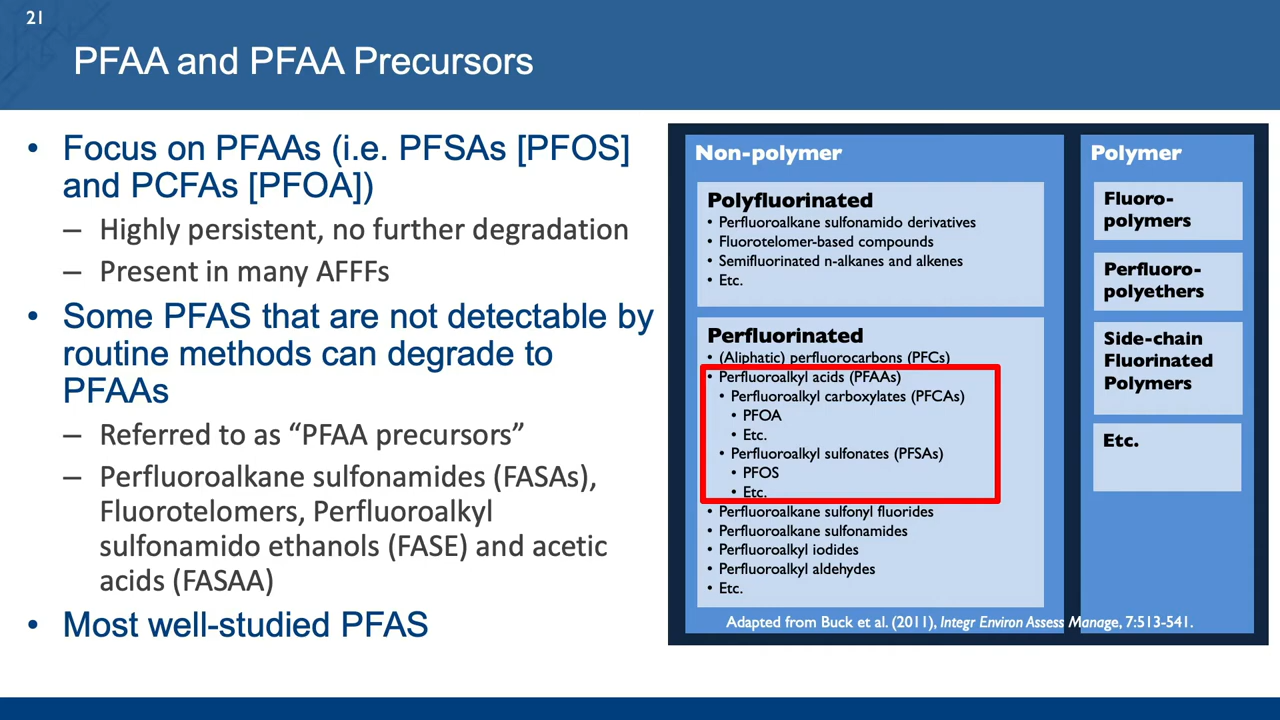 21
PFAA and PFAA Precursors
• Focus on PFAAs (i.e. PFSAs [PFOS]
and PCFAs [PFOA])
– Highly persistent, no further degradation
– Present in many AFFFs
• Some PFAS that are not detectable by
routine methods can degrade to
PFAAs
– Referred to as “PFAA precursors”
– Perfluoroalkane sulfonamides (FASAs),
Fluorotelomers, Perfluoroalkyl
sulfonamido ethanols (FASE) and acetic
acids (FASAA)
• Most well-studied PFAS
Non-polymer
Polyfluorinated
• Perfluoroalkane sulfonamido derivatives
• Fluorotelomer-based compounds
• Semifluorinated n-alkanes and alkenes
• Etc.
Perfluorinated
• (Aliphatic) perfluorocarbons (PFCs)
• Perfluoroalkyl acids (PFAAs)
• Perfluoroalkyl carboxylates (PFCAs)
• PFOA
• Etc.
• Perfluoroalkyl sulfonates (PFSAs)
• PFOS
• Etc.
• Perfluoroalkane sulfonyl fluorides
• Perfluoroalkane sulfonamides
• Perfluoroalkyl iodides
• Perfluoroalkyl aldehydes
• Etc.
Polymer
Fluoro-
polymers
Perfluoro-
polyethers
Side-chain
Fluorinated
Polymers
Etc.
Adapted from Buck et al. (2011), Integr Environ Assess Manage, 7:513-541.